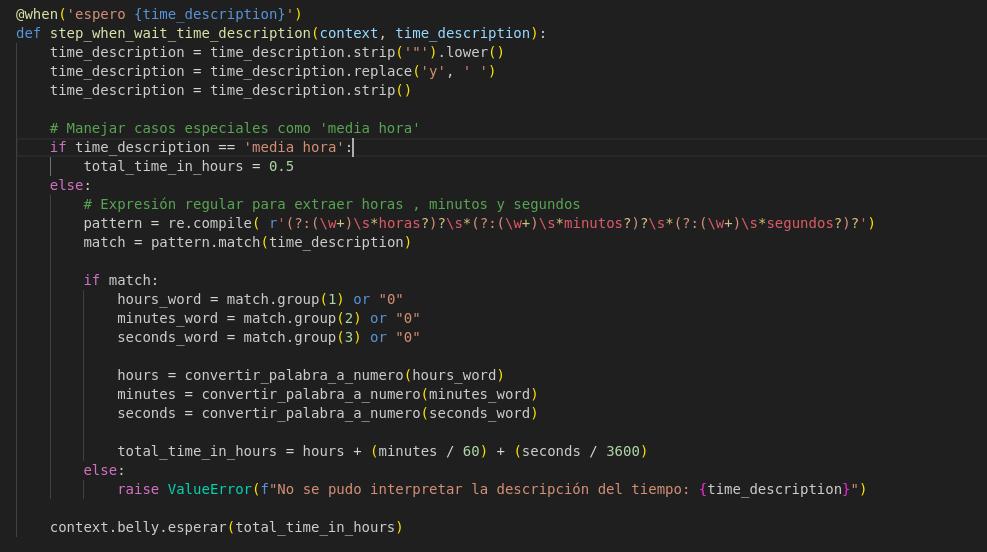 @when('espero {time_description}')
def step_when_wait_time_description(context, time_description):
    time_description = time_description.strip('"').lower()
    time_description = time_description.replace('y', ' ')
    time_description = time_description.strip()

    # Manejar casos especiales como 'media hora'
    if time_description == 'media hora':
        total_time_in_hours = 0.5
    else:
        # Expresión regular para extraer horas , minutos y segundos
        pattern = re.compile( r'(?:(\w+)\s*horas?)?\s*(?:(\w+)\s*minutos?)?\s*(?:(\w+)\s*segundos?)?')
        match = pattern.match(time_description)

        if match:
            hours_word = match.group(1) or "0"
            minutes_word = match.group(2) or "0"
            seconds_word = match.group(3) or "0"

            hours = convertir_palabra_a_numero(hours_word)
            minutes = convertir_palabra_a_numero(minutes_word)
            seconds = convertir_palabra_a_numero(seconds_word)

            total_time_in_hours = hours + (minutes / 60) + (seconds / 3600)
        else:
            raise ValueError(f"No se pudo interpretar la descripción del tiempo: {time_description}")

    context.belly.esperar(total_time_in_hours)